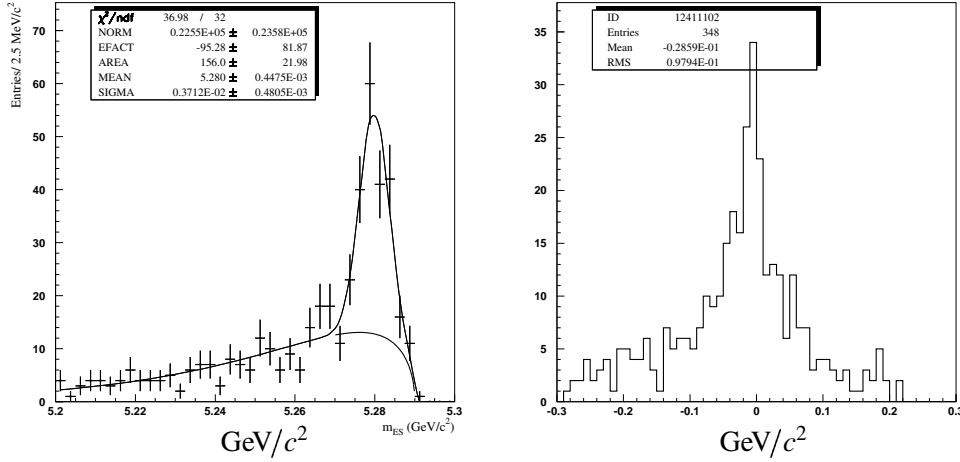 χ²/ndf 36.98 / 32
NORM 0.2255E+05 ± 0.2358E+05
EFACT -95.28 ± 81.87
AREA 156.0 ± 21.98
MEAN 5.280 ± 0.4475E-03
SIGMA 0.3712E-02 ± 0.4805E-03
Entries/ 2.5 MeV/c²
70
60
50
40
30
20
10
0
5.2 5.22 5.24 5.26 5.28 5.3
m_ES (GeV/c²)
GeV/c²
ID 12411102
Entries 348
Mean -0.2859E-01
RMS 0.9794E-01
35
30
25
20
15
10
5
0
-0.3 -0.2 -0.1 0 0.1 0.2 0.3
GeV/c²